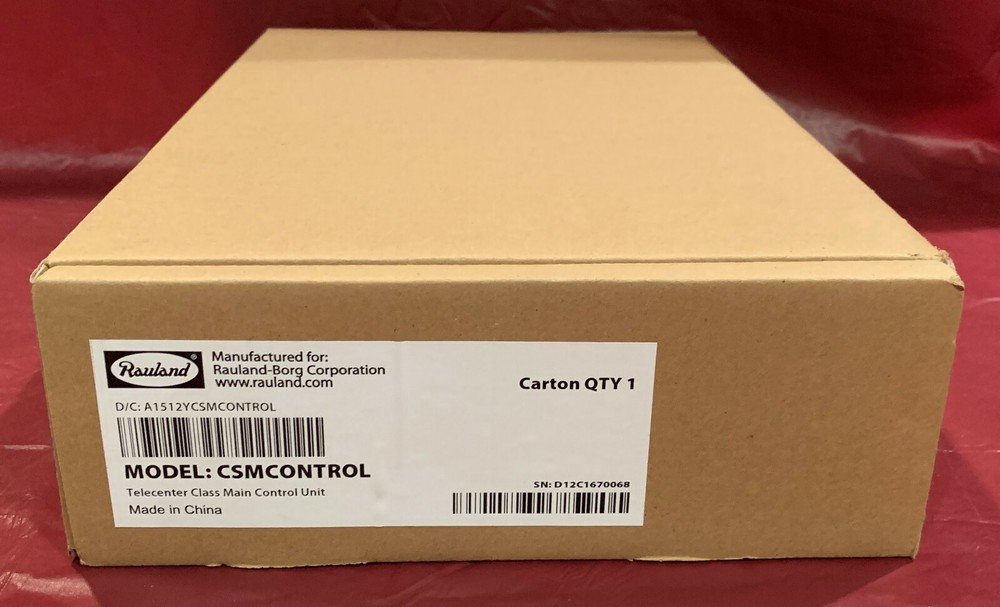 Rauland®
Manufactured for:
Rauland-Borg Corporation
www.rauland.com
Carton QTY 1
D/C: A1512YCSMCONTROL
MODEL: CSMCONTROL
Telecenter Class Main Control Unit
Made in China
SN: D12C1670068